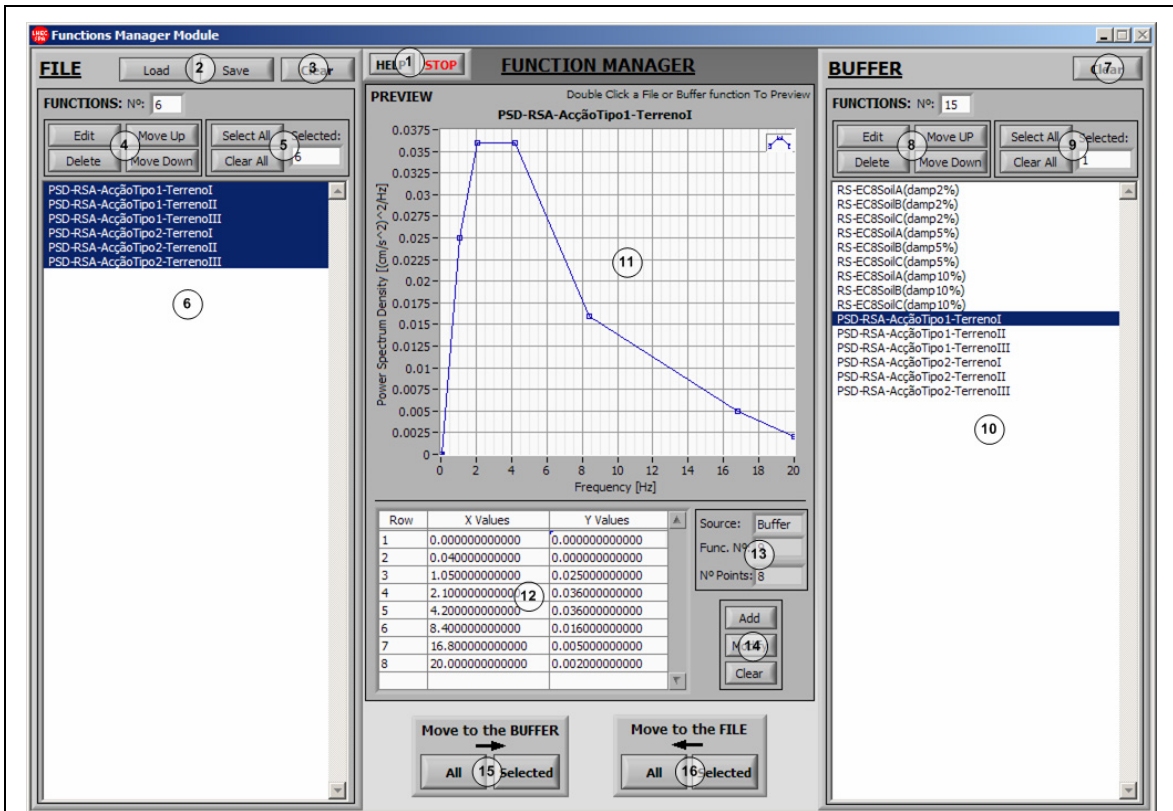 LNEC
SPA
Functions Manager Module
FILE
Load
2
Save
3
Clear
FUNCTIONS: Nº: 6
Edit
Move Up
4
Delete
Move Down
Select All
Selected:
5
Clear All
6
PSD-RSA-AcçãoTipo1-TerrenoI
PSD-RSA-AcçãoTipo1-TerrenoII
PSD-RSA-AcçãoTipo1-TerrenoIII
PSD-RSA-AcçãoTipo2-TerrenoI
PSD-RSA-AcçãoTipo2-TerrenoII
PSD-RSA-AcçãoTipo2-TerrenoIII
6
HELP
1
STOP
FUNCTION MANAGER
PREVIEW
Double Click a File or Buffer function To Preview
PSD-RSA-AcçãoTipo1-TerrenoI
Power Spectrum Density [(cm/s^2)^2/Hz]
0.0375
0.035
0.0325
0.03
0.0275
0.025
0.0225
0.02
0.0175
0.015
0.0125
0.01
0.0075
0.005
0.0025
0
11
0 2 4 6 8 10 12 14 16 18 20
Frequency [Hz]
Row X Values Y Values
1 0.000000000000 0.000000000000
2 0.040000000000 0.000000000000
3 1.050000000000 0.025000000000
4 2.100000000000 0.036000000000
5 4.200000000000 0.036000000000
6 8.400000000000 0.016000000000
7 16.800000000000 0.005000000000
8 20.000000000000 0.002000000000
12
Source: Buffer
Func. Nº:
13
Nº Points: 8
Add
Modify
14
Clear
Move to the BUFFER
All
15
Selected
Move to the FILE
All
16
Selected
BUFFER
7
Clear
FUNCTIONS: Nº: 15
Edit
Move UP
8
Delete
Move Down
Select All
Selected:
9
Clear All
1
RS-EC8SoilA(damp2%)
RS-EC8SoilB(damp2%)
RS-EC8SoilC(damp2%)
RS-EC8SoilA(damp5%)
RS-EC8SoilB(damp5%)
RS-EC8SoilC(damp5%)
RS-EC8SoilA(damp10%)
RS-EC8SoilB(damp10%)
RS-EC8SoilC(damp10%)
PSD-RSA-AcçãoTipo1-TerrenoI
PSD-RSA-AcçãoTipo1-TerrenoII
PSD-RSA-AcçãoTipo1-TerrenoIII
PSD-RSA-AcçãoTipo2-TerrenoI
PSD-RSA-AcçãoTipo2-TerrenoII
PSD-RSA-AcçãoTipo2-TerrenoIII
10